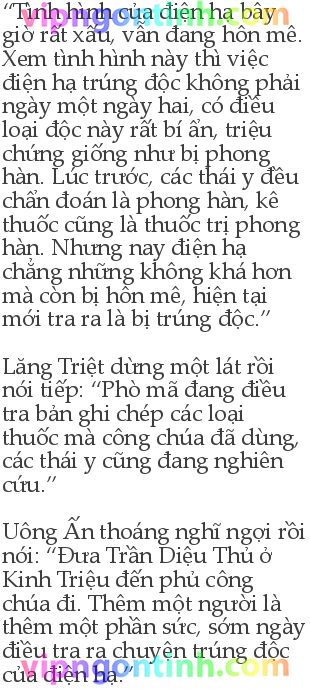 vipngontinh.com
“Tình hình của điện hạ bây
giờ rất xấu, vẫn đang hôn mê.
Xem tình hình này thì việc
điện hạ trúng độc không phải
ngày một ngày hai, có điều
loại độc này rất bí ẩn, triệu
chứng giống như bị phong
hàn. Lúc trước, các thái y đều
chẩn đoán là phong hàn, kê
thuốc cũng là thuốc trị phong
hàn. Nhưng nay điện hạ
chẳng những không khá hơn
mà còn bị hôn mê, hiện tại
mới tra ra là bị trúng độc.”
Lăng Triệt dừng một lát rồi
nói tiếp: “Phò mã đang điều
tra bản ghi chép các loại
thuốc mà công chúa đã dùng,
các thái y cũng đang nghiên
cứu.”
Uông Ấn thoáng nghĩ ngợi rồi
nói: “Đưa Trần Diệu Thủ ở
Kinh Triệu đến phủ công
chúa đi. Thêm một người là
thêm một phần sức, sớm ngày
điều tra ra chuyện trúng độc
của điện hạ.”
vipngontinh.com